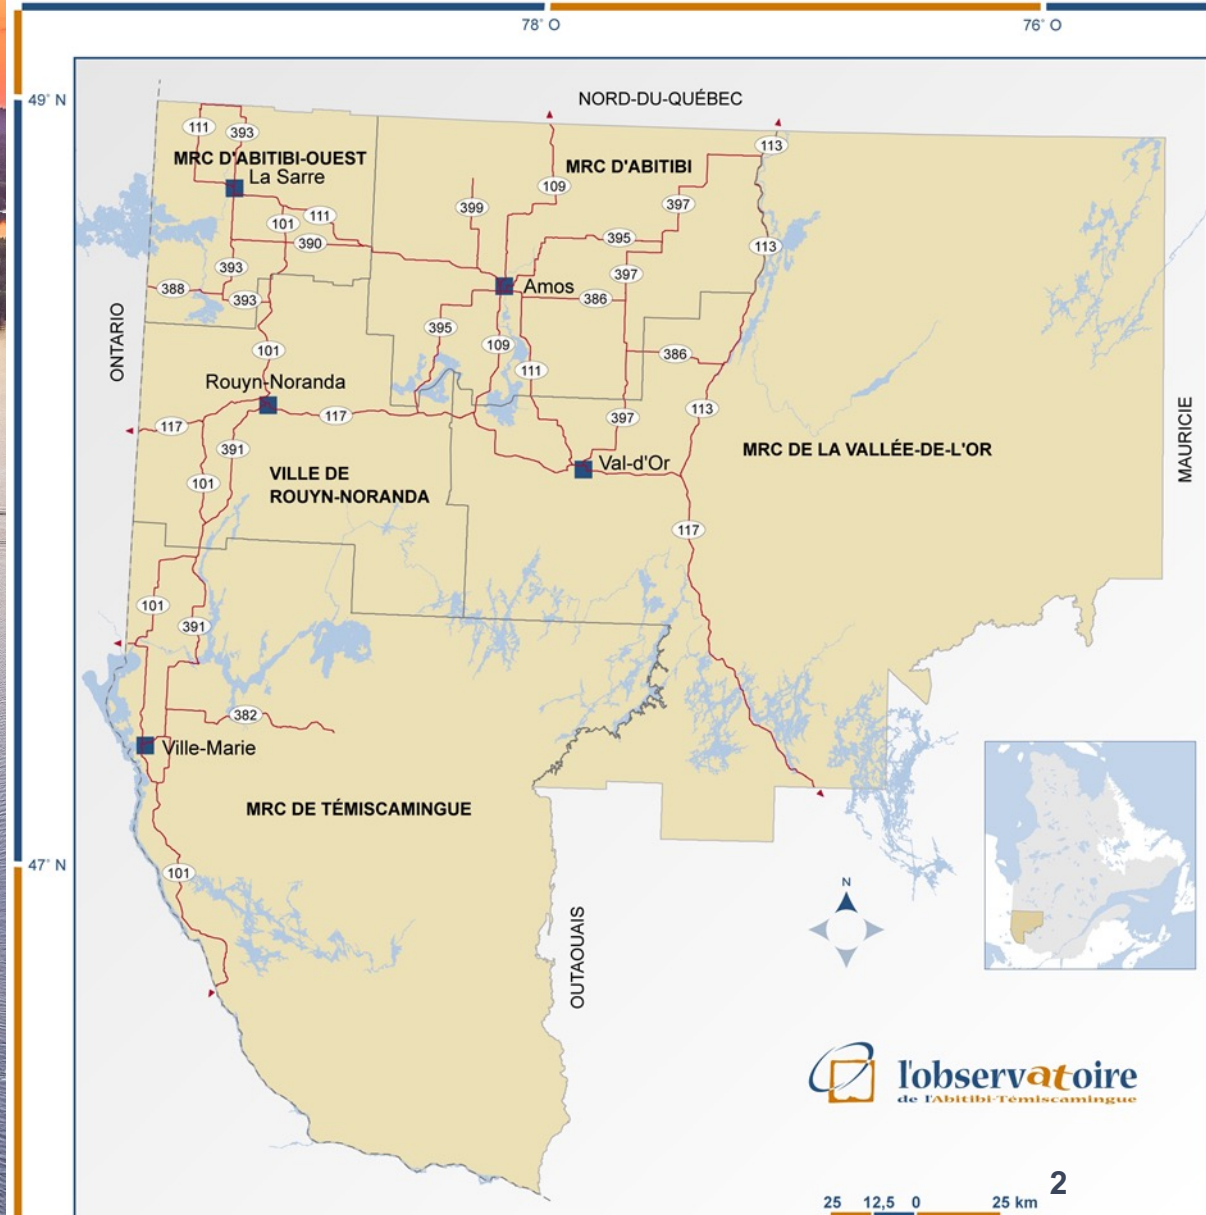 78° O
76° O
49° N
NORD-DU-QUÉBEC
111
393
113
MRC D'ABITIBI-OUEST
MRC D'ABITIBI
La Sarre
109
399
397
101
111
390
395
113
393
397
388
393
Amos
386
ONTARIO
395
109
101
386
111
Rouyn-Noranda
117
117
397
113
391
MRC DE LA VALLÉE-DE-L'OR
MAURICIE
Val-d'Or
VILLE DE
ROUYN-NORANDA
101
117
101
391
382
Ville-Marie
MRC DE TÉMISCAMINGUE
47° N
101
N
OUTAOUAIS
l'observatoire
de l'Abitibi-Témiscamingue
2
25 12,5 0 25 km